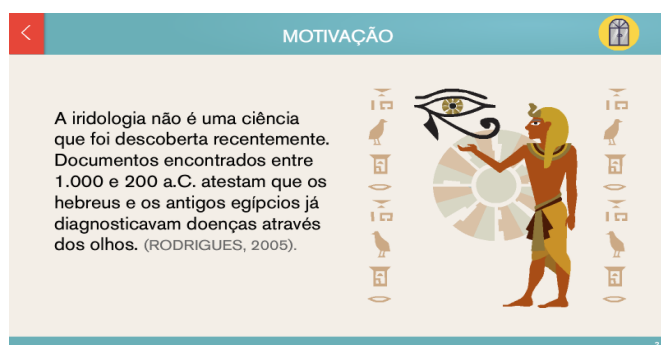 MOTIVAÇÃO
A iridologia não é uma ciência
que foi descoberta recentemente.
Documentos encontrados entre
1.000 e 200 a.C. atestam que os
hebreus e os antigos egípcios já
diagnosticavam doenças através
dos olhos. (RODRIGUES, 2005).